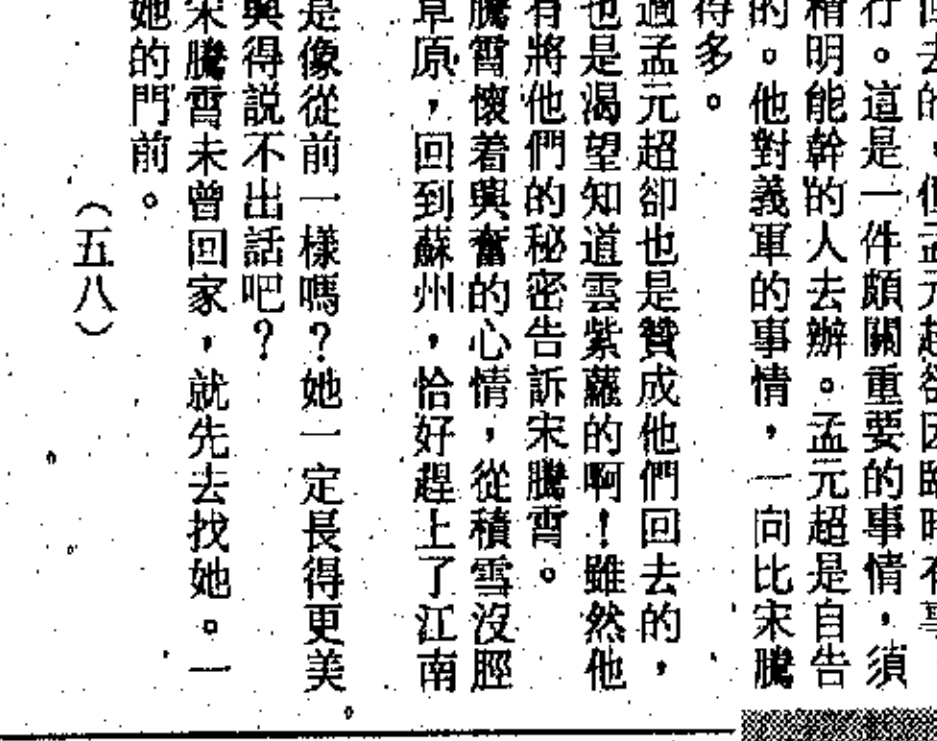 回去的，但孟元超卻因臨時有事
行。這是一件頗關重要的事情，須
精明能幹的人去辦。孟元超是自告
的。他對義軍的事情，一向比宋騰
得多。
過孟元超卻也是贊成他們回去的，
也是渴望知道雲紫蘿的啊！雖然他
有將他們的秘密告訴宋騰霄。
騰霄懷着興奮的心情，從積雪沒脛
草原，回到蘇州，恰好趕上了江南
是像從前一樣嗎？她一定長得更美。
興得説不出話吧？
宋騰霄未曾回家，就先去找她。一
她的門前。
（五八）